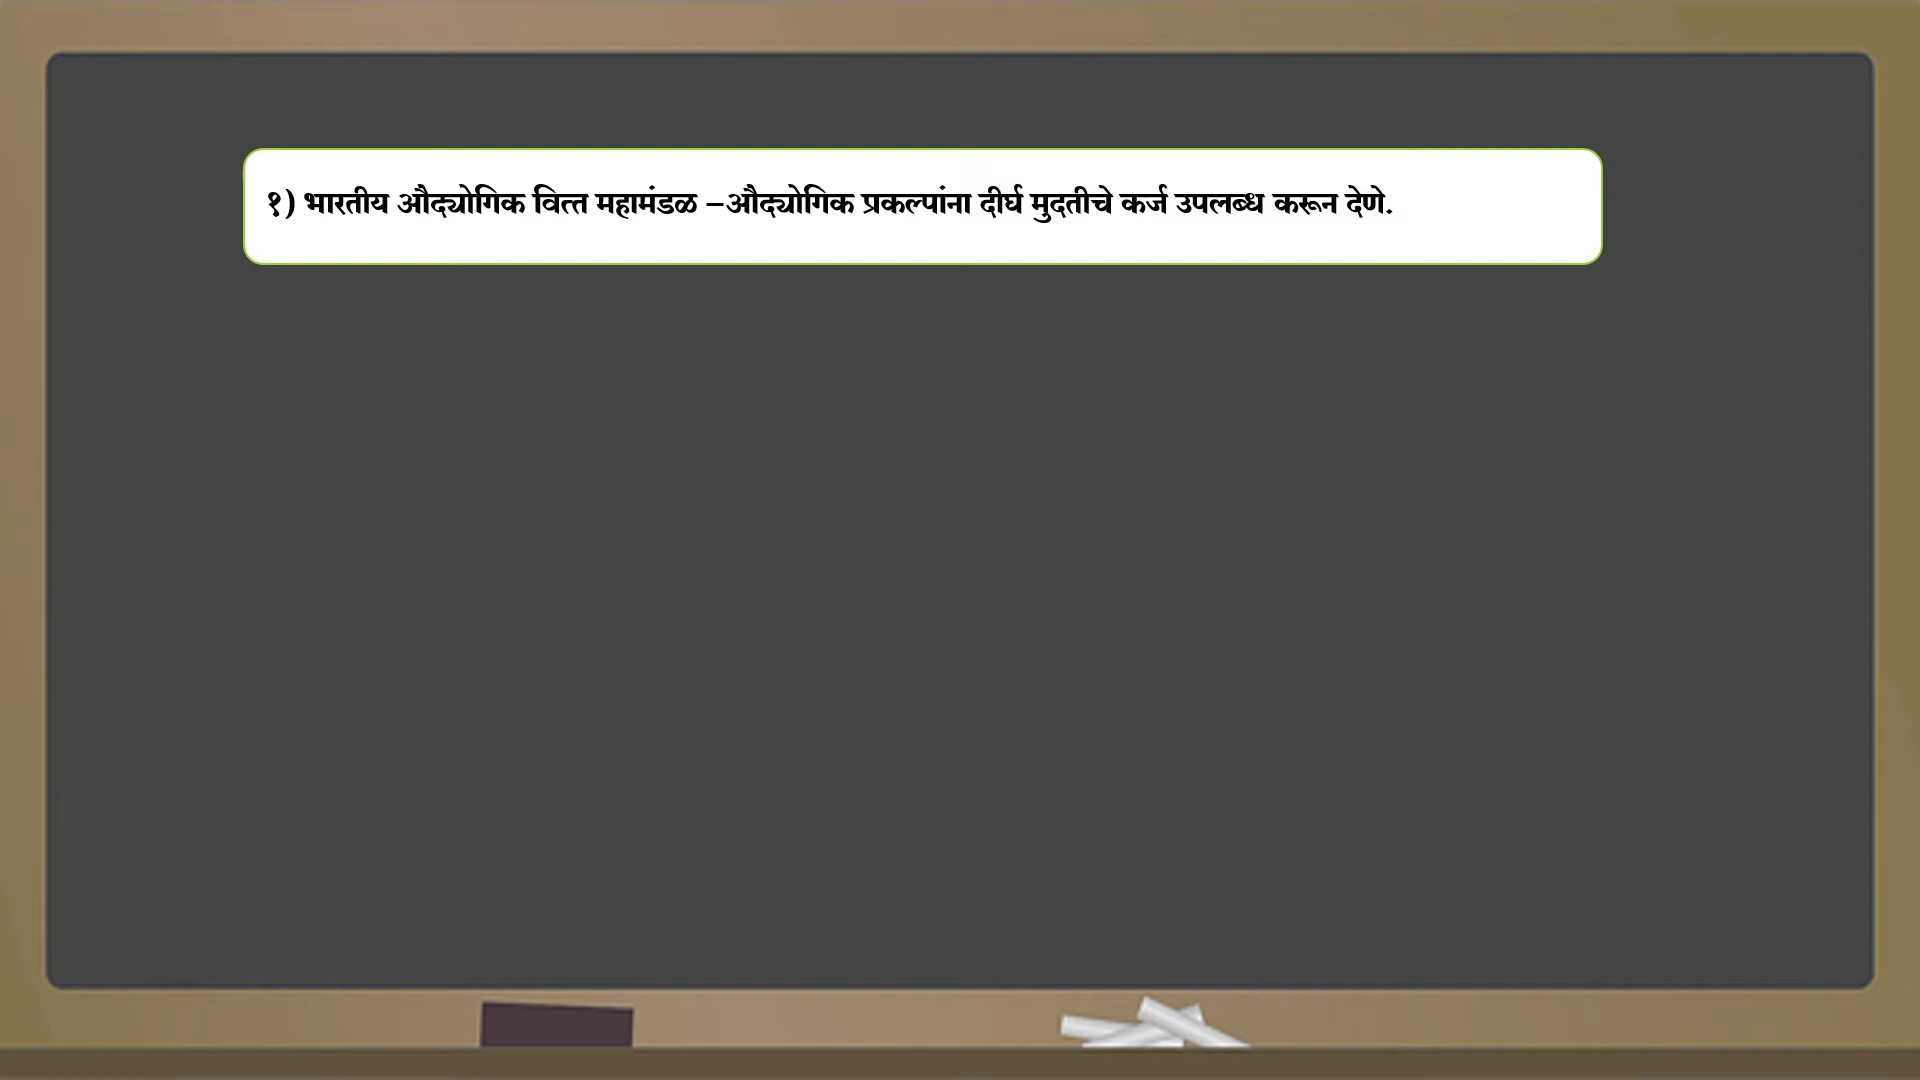 १) भारतीय औद्योगिक वित्त महामंडळ –औद्योगिक प्रकल्पांना दीर्घ मुदतीचे कर्ज उपलब्ध करून देणे.